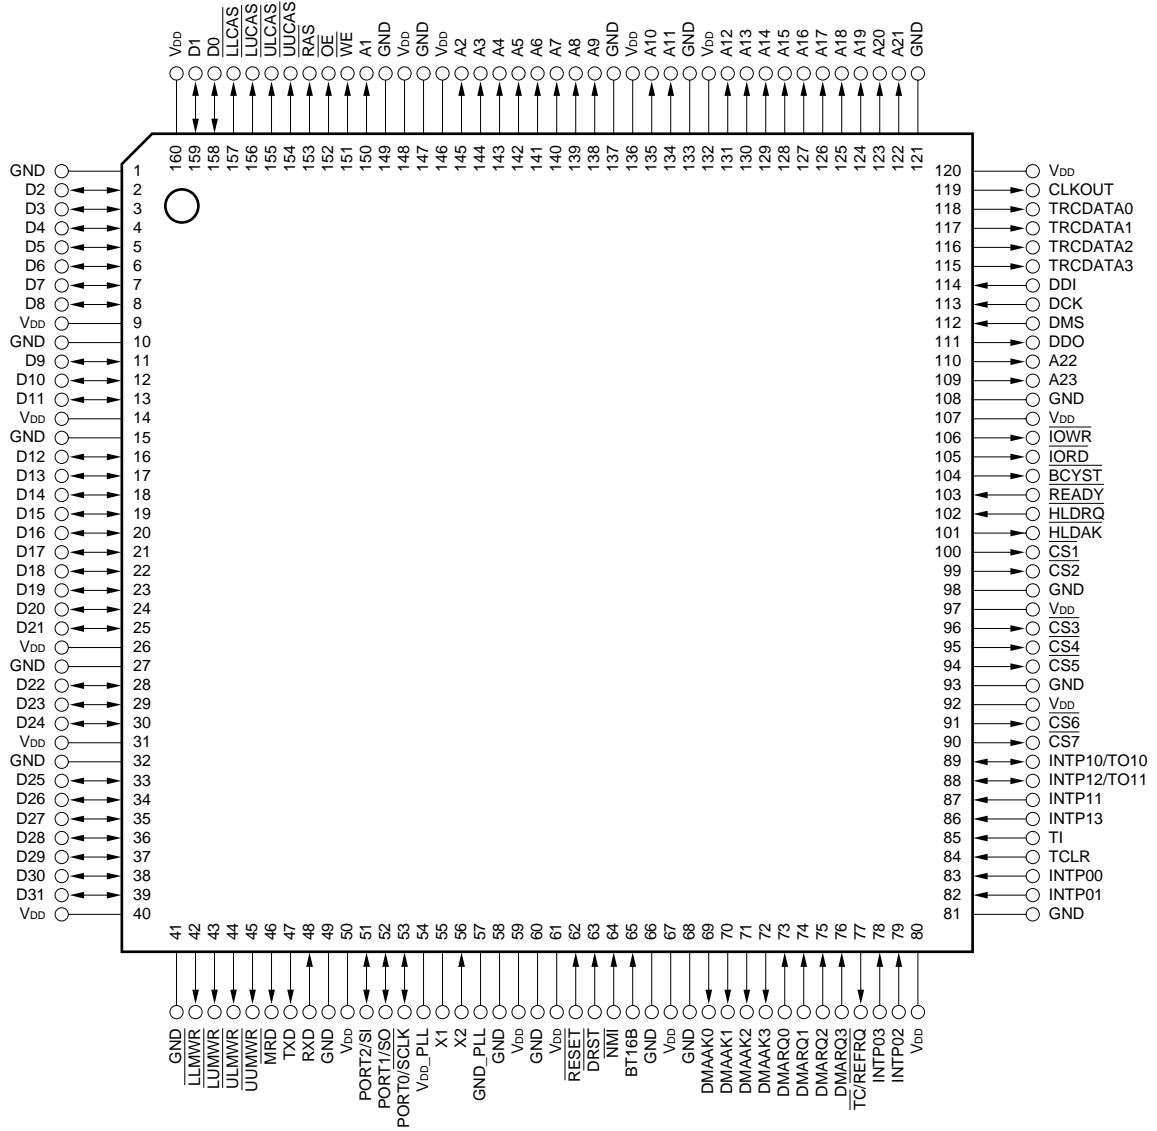 VDD D1 D0 LLCAS LUCAS ULCAS UUCAS RAS OE WE A1 GND VDD GND VDD A2 A3 A4 A5 A6 A7 A8 A9 GND VDD A10 A11 GND VDD A12 A13 A14 A15 A16 A17 A18 A19 A20 A21 GND
160 159 158 157 156 155 154 153 152 151 150 149 148 147 146 145 144 143 142 141 140 139 138 137 136 135 134 133 132 131 130 129 128 127 126 125 124 123 122 121
GND 1 120 VDD
D2 2 119 CLKOUT
D3 3 118 TRCDATA0
D4 4 117 TRCDATA1
D5 5 116 TRCDATA2
D6 6 115 TRCDATA3
D7 7 114 DDI
D8 8 113 DCK
VDD 9 112 DMS
GND 10 111 DDO
D9 11 110 A22
D10 12 109 A23
D11 13 108 GND
VDD 14 107 VDD
GND 15 106 IOWR
D12 16 105 IORD
D13 17 104 BCYST
D14 18 103 READY
D15 19 102 HLDRQ
D16 20 101 HLDAK
D17 21 100 CS1
D18 22 99 CS2
D19 23 98 GND
D20 24 97 VDD
D21 25 96 CS3
VDD 26 95 CS4
GND 27 94 CS5
D22 28 93 GND
D23 29 92 VDD
D24 30 91 CS6
VDD 31 90 CS7
GND 32 89 INTP10/TO10
D25 33 88 INTP12/TO11
D26 34 87 INTP11
D27 35 86 INTP13
D28 36 85 TI
D29 37 84 TCLR
D30 38 83 INTP00
D31 39 82 INTP01
VDD 40 81 GND
41 42 43 44 45 46 47 48 49 50 51 52 53 54 55 56 57 58 59 60 61 62 63 64 65 66 67 68 69 70 71 72 73 74 75 76 77 78 79 80
GND LLMWR LUMWR ULMWR UUMWR MRD TXD RXD GND VDD PORT2/SI PORT1/SO PORT0/SCLK VDD_PLL X1 X2 GND_PLL GND VDD GND VDD RESET DRST NMI BT16B GND VDD GND DMAAK0 DMAAK1 DMAAK2 DMAAK3 DMARQ0 DMARQ1 DMARQ2 DMARQ3 TC/REFRQ INTP03 INTP02 VDD